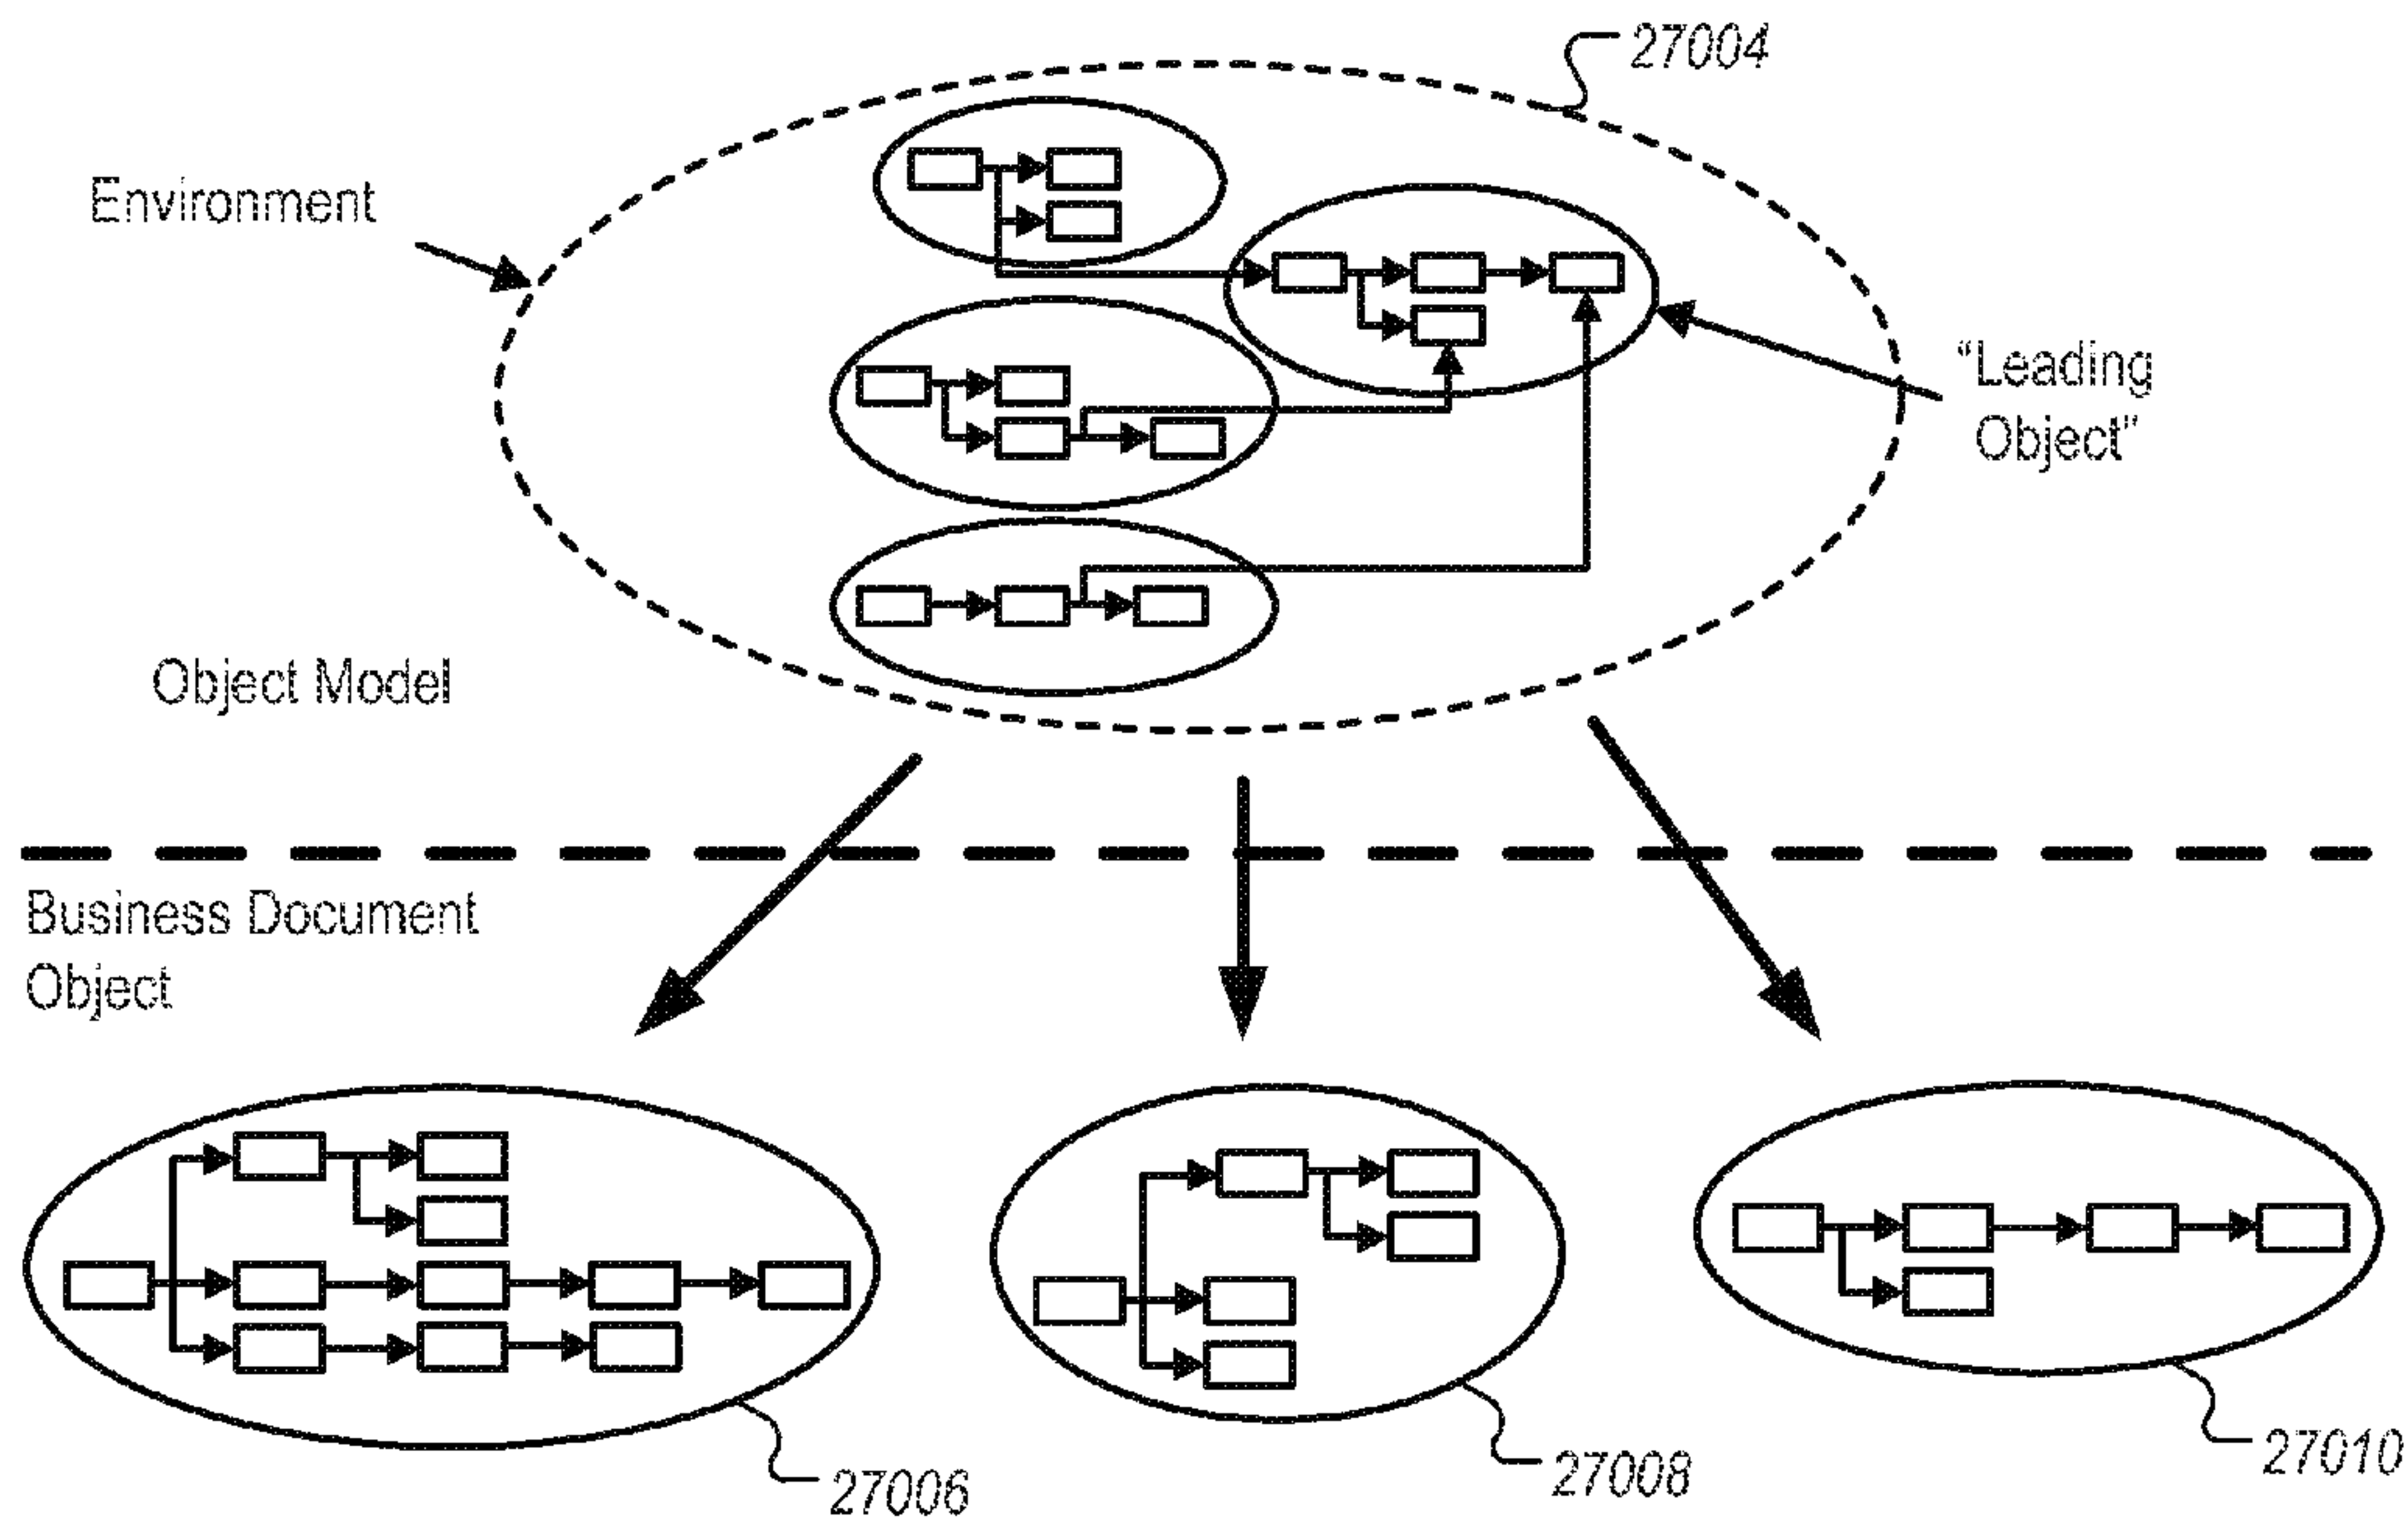 27004
Environment
“Leading
Object”
Object Model
Business Document
Object
27006
27008
27010